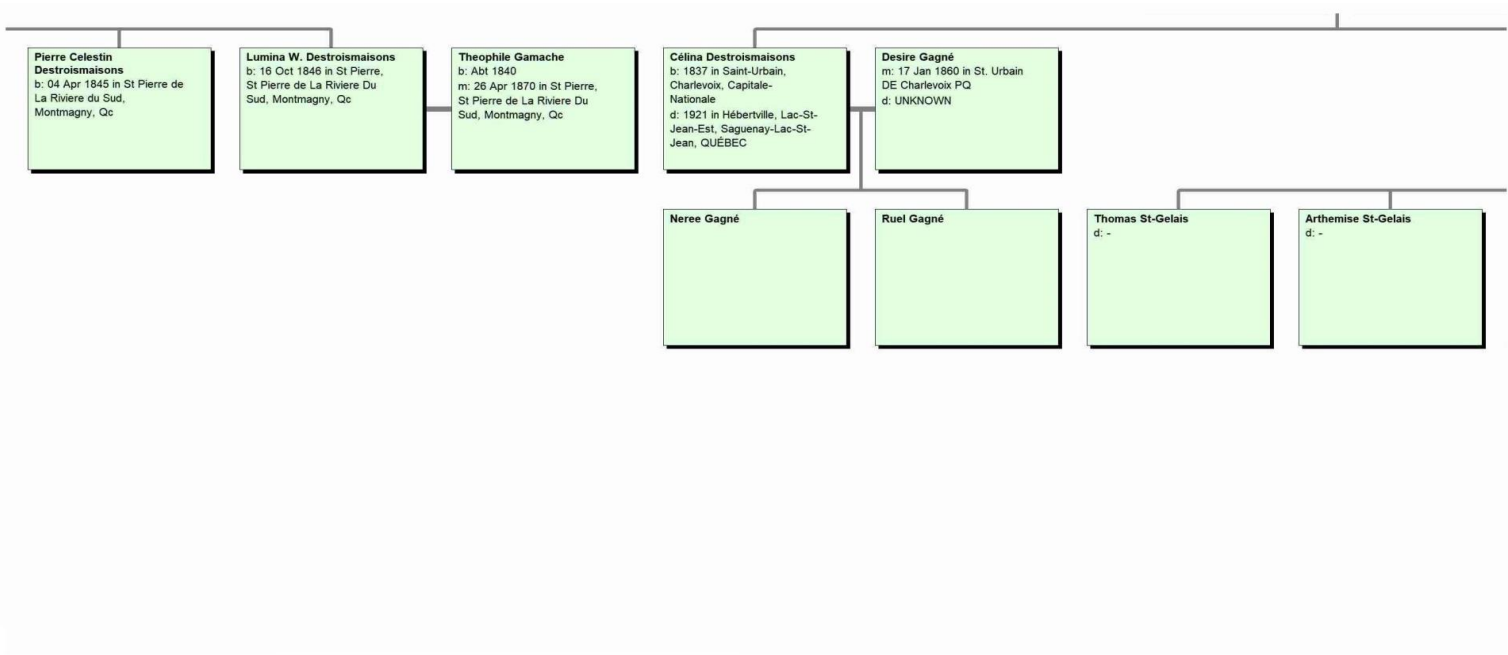 Pierre Celestin
Destroismaisons
b: 04 Apr 1845 in St Pierre de
La Riviere du Sud,
Montmagny, Qc
Lumina W. Destroismaisons
b: 16 Oct 1846 in St Pierre,
St Pierre de La Riviere Du
Sud, Montmagny, Qc
Theophile Gamache
b: Abt 1840
m: 26 Apr 1870 in St Pierre,
St Pierre de La Riviere Du
Sud, Montmagny, Qc
Célina Destroismaisons
b: 1837 in Saint-Urbain,
Charlevoix, Capitale-
Nationale
d: 1921 in Hébertville, Lac-St-
Jean-Est, Saguenay-Lac-St-
Jean, QUÉBEC
Desire Gagné
m: 17 Jan 1860 in St. Urbain
DE Charlevoix PQ
d: UNKNOWN
Neree Gagné
Ruel Gagné
Thomas St-Gelais
d: -
Arthemise St-Gelais
d: -